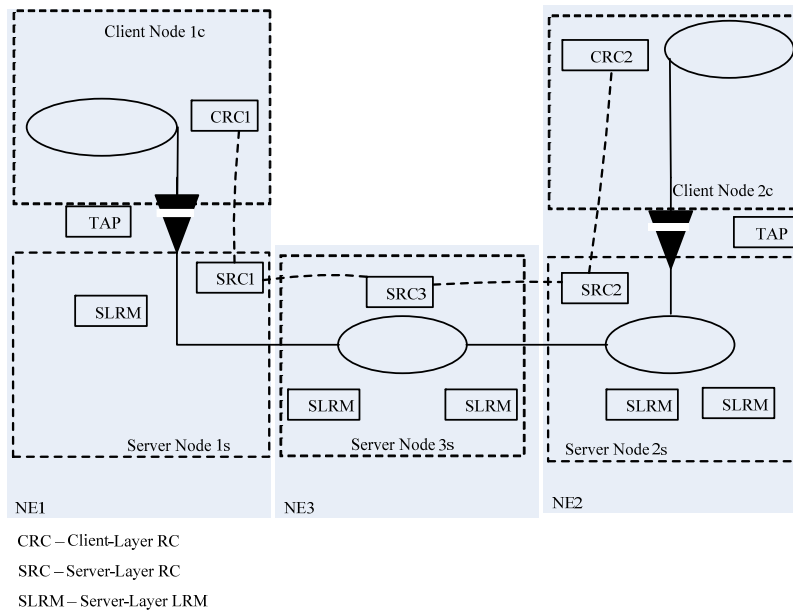 Client Node 1c
CRC1
CRC2
Client Node 2c
TAP
TAP
SRC1
SRC3
SRC2
SLRM
SLRM
SLRM
SLRM
SLRM
Server Node 1s
Server Node 3s
Server Node 2s
NE1
NE3
NE2
CRC – Client-Layer RC
SRC – Server-Layer RC
SLRM – Server-Layer LRM